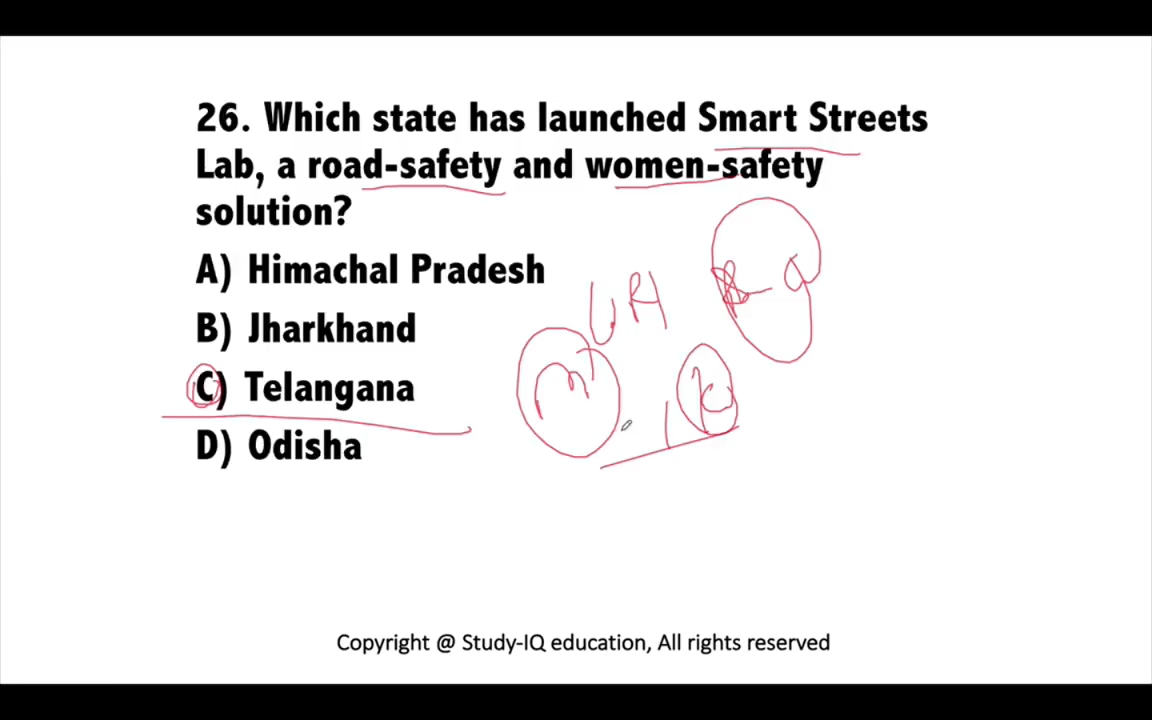 26. Which state has launched Smart Streets
Lab, a road-safety and women-safety
solution?
A) Himachal Pradesh
B) Jharkhand
C) Telangana
D) Odisha
Copyright @ Study-IQ education, All rights reserved